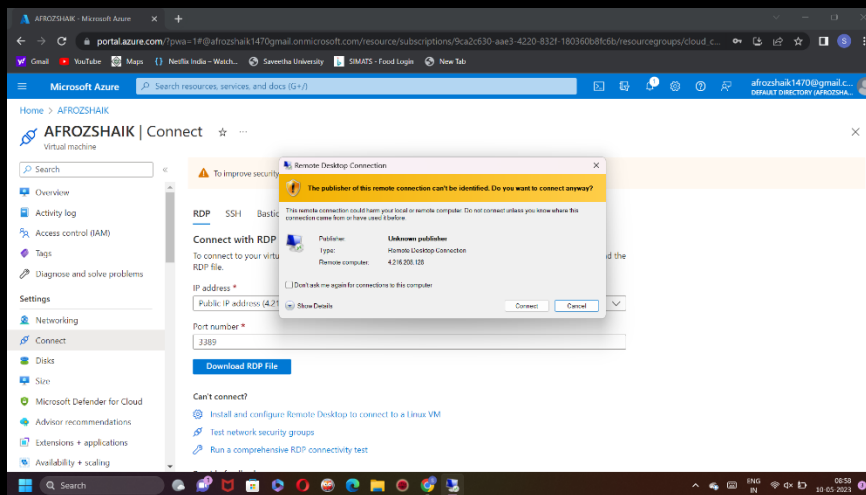 AFROZSHAIK - Microsoft Azure
portal.azure.com/?pwa=1#@afrozshaik1470gmail.onmicrosoft.com/resource/subscriptions/9ca2c630-aae3-4220-832f-180360b8fc6b/resourcegroups/cloud_c...
Gmail YouTube Maps Netflix India – Watch... Saveetha University SIMATS - Food Login New Tab
Microsoft Azure Search resources, services, and docs (G+/) 1 afrozshaik1470@gmail.c...
DEFAULT DIRECTORY (AFROZSHA...
Home > AFROZSHAIK
AFROZSHAIK | Connect
Virtual machine
Search
Overview
Activity log
Access control (IAM)
Tags
Diagnose and solve problems
Settings
Networking
Connect
Disks
Size
Microsoft Defender for Cloud
Advisor recommendations
Extensions + applications
Availability + scaling
To improve security
RDP SSH Bastic
Connect with RDP
To connect to your virtu
d the
RDP file.
IP address *
Public IP address (4.21
Port number *
3389
Download RDP File
Can't connect?
Install and configure Remote Desktop to connect to a Linux VM
Test network security groups
Run a comprehensive RDP connectivity test
Remote Desktop Connection
The publisher of this remote connection can't be identified. Do you want to connect anyway?
This remote connection could harm your local or remote computer. Do not connect unless you know where this
connection came from or have used it before.
Publisher: Unknown publisher
Type: Remote Desktop Connection
Remote computer: 4.216.208.128
Don't ask me again for connections to this computer
Show Details Connect Cancel
Search
ENG
IN
08:58
10-05-2023